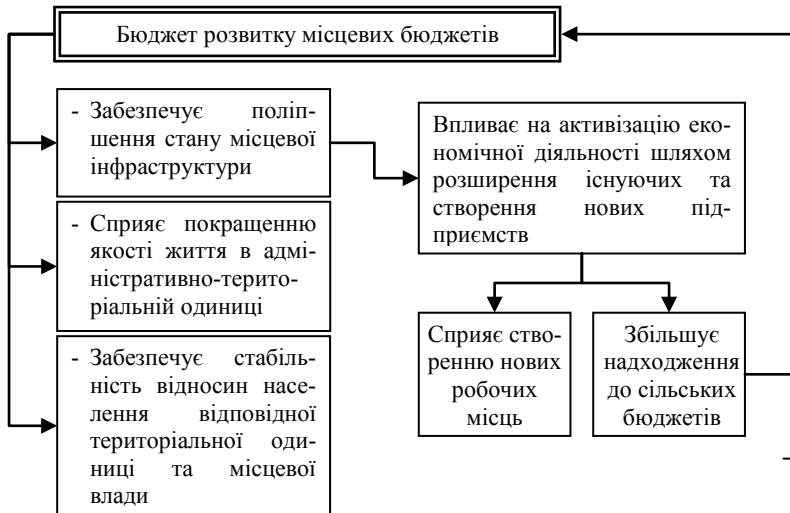 Бюджет розвитку місцевих бюджетів
- Забезпечує поліп-
шення стану місцевої
інфраструктури
- Сприяє покращенню
якості життя в адмі-
ністративно-терито-
ріальній одиниці
- Забезпечує стабіль-
ність відносин насе-
лення відповідної
територіальної оди-
ниці та місцевої
влади
Впливає на активізацію еко-
номічної діяльності шляхом
розширення існуючих та
створення нових під-
приємств
Сприяє ство-
ренню нових
робочих
місць
Збільшує
надходження
до сільських
бюджетів